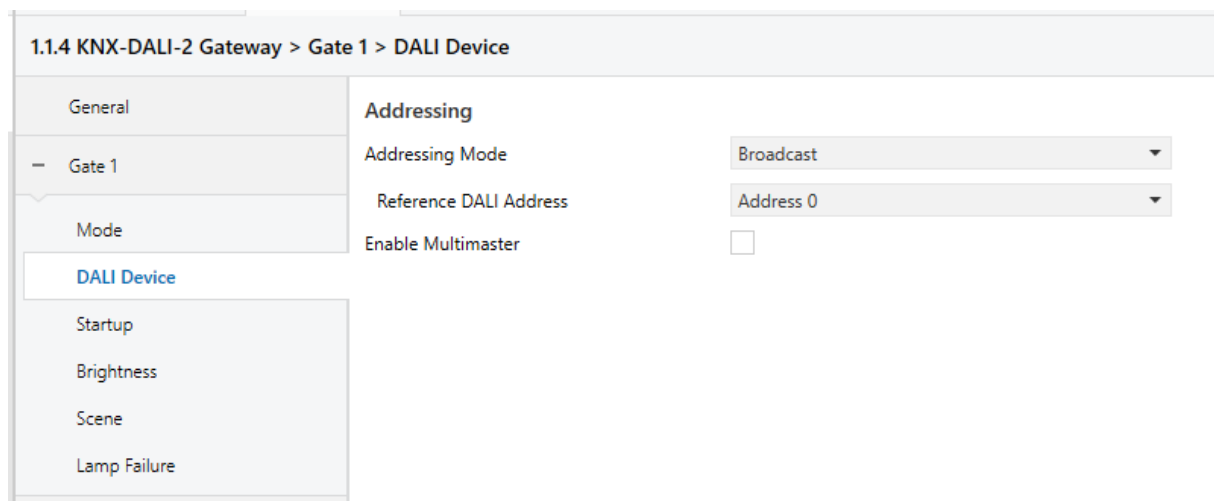 1.1.4 KNX-DALI-2 Gateway > Gate 1 > DALI Device
General
Gate 1
Mode
DALI Device
Startup
Brightness
Scene
Lamp Failure
Addressing
Addressing Mode Broadcast
Reference DALI Address Address 0
Enable Multimaster